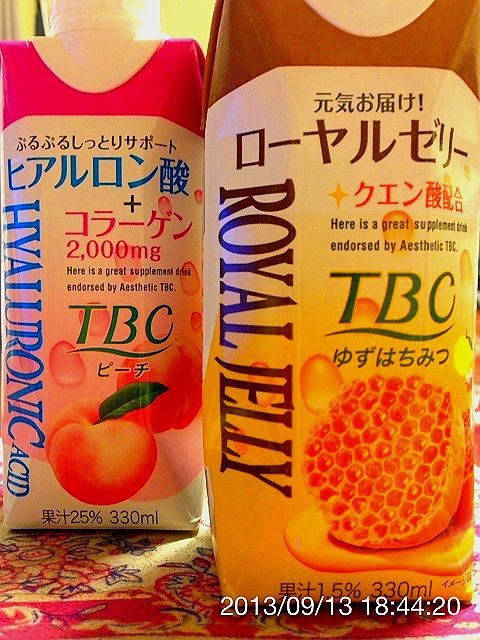 ぷるぷるしっとりサポート
ヒアルロン酸
+
コラーゲン
2,000mg
Here is a great supplement drink
endorsed by Aesthetic TBC.
TBC
ピーチ
HYALURONIC ACID
果汁25% 330ml
元気お届け!
ローヤルゼリー
クエン酸配合
Here is a great supplement drink
endorsed by Aesthetic TBC.
TBC
ゆずはちみつ
ROYAL JELLY
果汁15% 330ml
2013/09/13 18:44:20